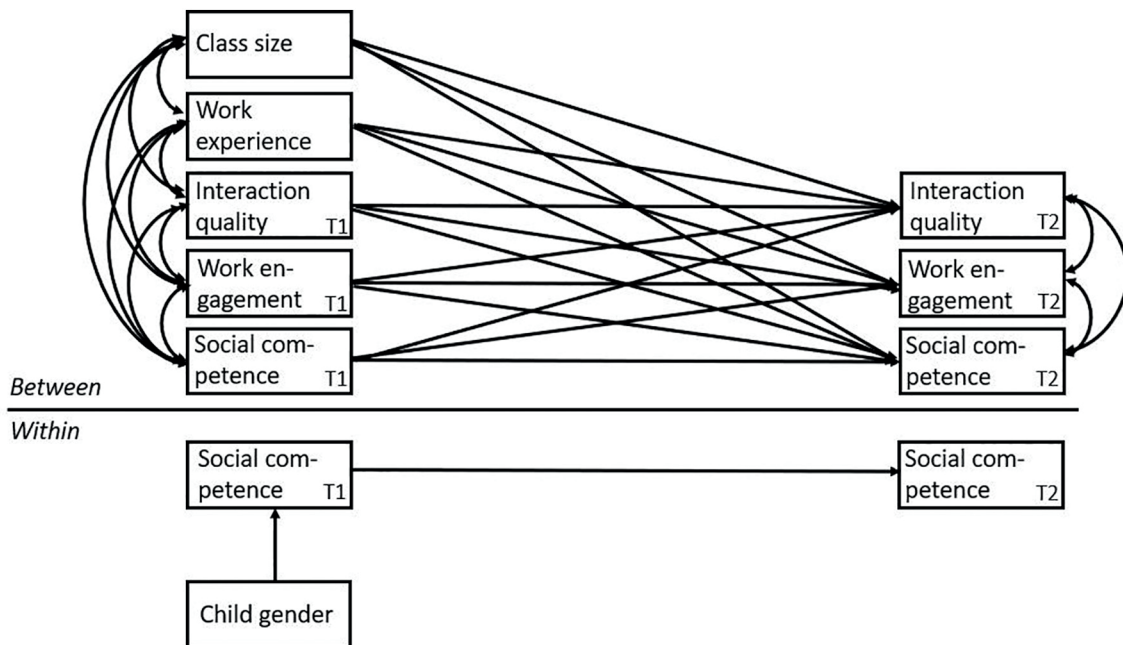 Class size
Work
experience
Interaction
quality
T1
Work en-
gagement
T1
Social com-
petence
T1
Interaction
quality
T2
Work en-
gagement
T2
Social com-
petence
T2
Between
Within
Social com-
petence
T1
Social com-
petence
T2
Child gender